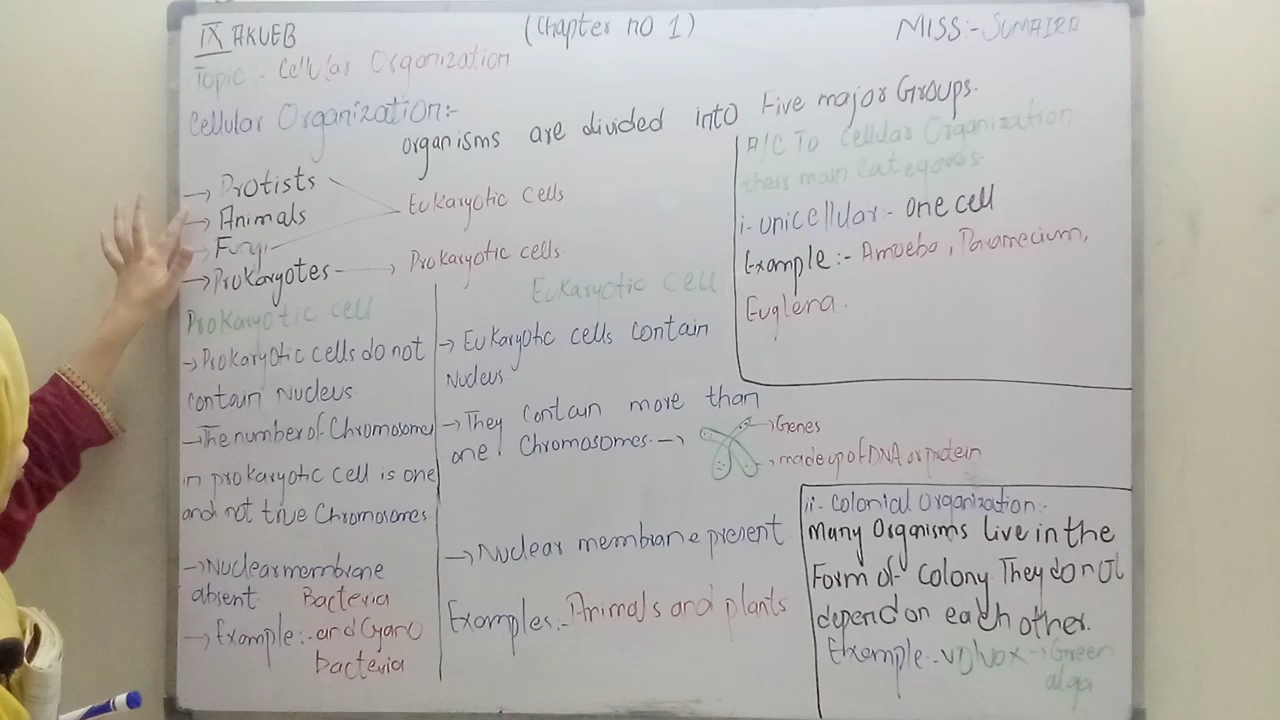 IX AKUEB (Chapter no 1) MISS:- SUMAIRA
Topic:- Cellular Organization
Cellular Organization:-
organisms are divided into Five major Groups.
→ Protists
→ Animals
→ Fungi
→ Prokaryotes → Prokaryotic cells
Eukaryotic cells
A/C To Cellular Organization
their main Categories-
i- unicellular:- one cell
Example:- Amoeba, Paramecium,
Euglena.
Prokaryotic cell
→ Prokaryotic cells do not
contain Nucleus
→ The number of Chromosome
in prokaryotic cell is one
and not true Chromosomes
→ Nuclear membrane
absent
→ Example:- Bacteria
and Cyano
bacteria
Eukaryotic cell
→ Eukaryotic cells contain
Nucleus
→ They contain more than
one Chromosomes. →
→ Genes
→ made up of DNA or protein
→ Nuclear membrane present
Examples:- Animals and plants
ii- Colonial Organization:-
Many Organisms live in the
Form of Colony. They do not
depend on each other.
Example:- Volvox → Green
alga